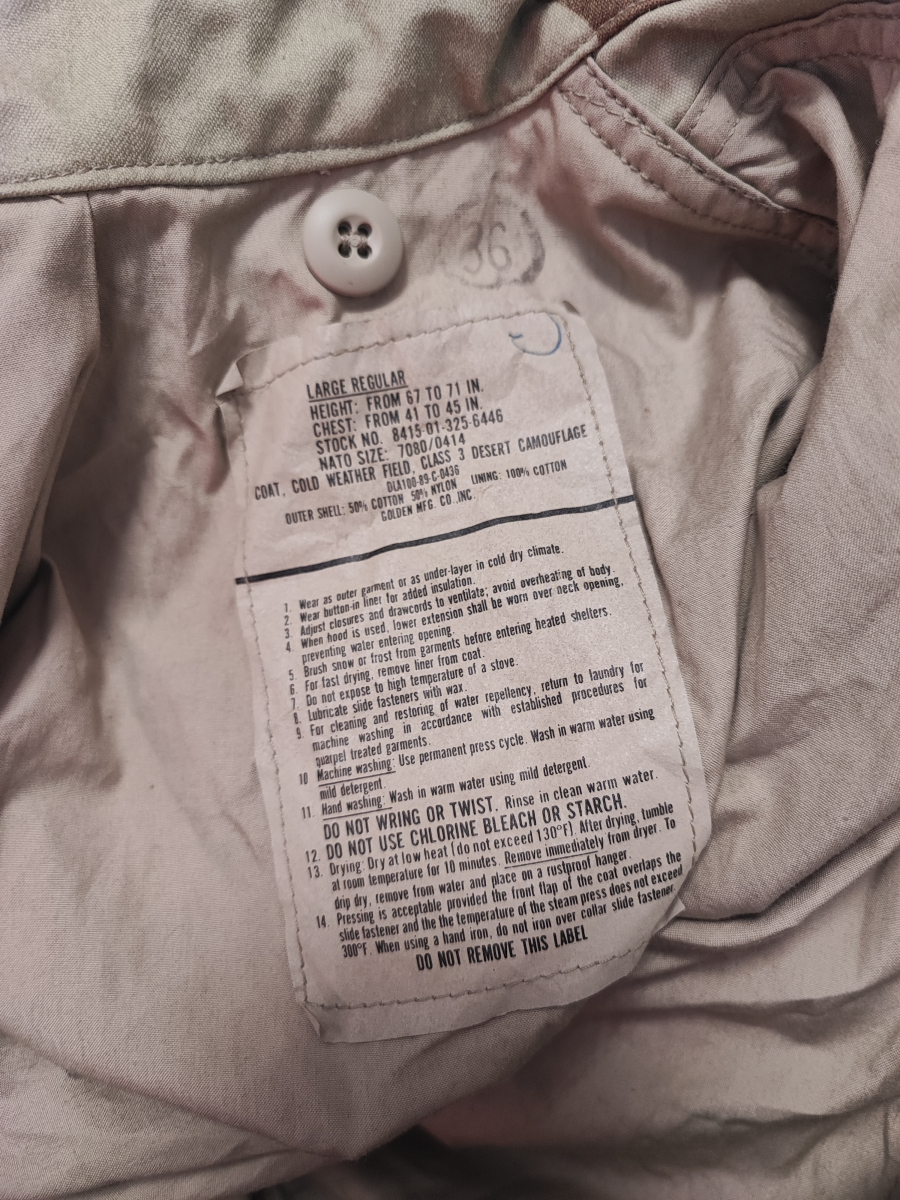 36
LARGE REGULAR
HEIGHT: FROM 67 TO 71 IN.
CHEST: FROM 41 TO 45 IN.
STOCK NO. 8415-01-325-6446
NATO SIZE: 7080/0414
COAT, COLD WEATHER FIELD, CLASS 3 DESERT CAMOUFLAGE
DLA100-89-C-0436
OUTER SHELL: 50% COTTON 50% NYLON LINING: 100% COTTON
GOLDEN MFG. CO.,INC.
1. Wear as outer garment or as under-layer in cold dry climate.
2. Wear button-in liner for added insulation.
3. Adjust closures and drawcords to ventilate; avoid overheating of body.
4. When hood is used, lower extension shall be worn over neck opening,
preventing water entering opening.
5. Brush snow or frost from garments before entering heated shelters.
6. For fast drying, remove liner from coat.
7. Do not expose to high temperature of a stove.
8. Lubricate slide fasteners with wax.
9. For cleaning and restoring of water repellency, return to laundry for
machine washing in accordance with established procedures for
quarpel treated garments.
10 Machine washing: Use permanent press cycle. Wash in warm water using
mild detergent.
11. Hand washing: Wash in warm water using mild detergent.
DO NOT WRING OR TWIST. Rinse in clean warm water.
12. DO NOT USE CHLORINE BLEACH OR STARCH.
13. Drying: Dry at low heat (do not exceed 130°F). After drying, tumble
at room temperature for 10 minutes. Remove immediately from dryer. To
drip dry, remove from water and place on a rustproof hanger.
14. Pressing is acceptable provided the front flap of the coat overlaps the
slide fastener and the the temperature of the steam press does not exceed
300°F. When using a hand iron, do not iron over collar slide fastener.
DO NOT REMOVE THIS LABEL